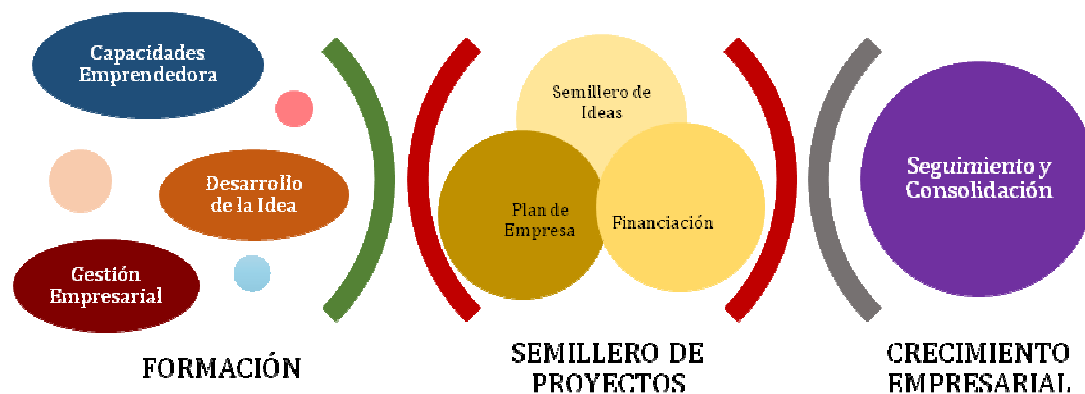 Capacidades
Emprendedora
Desarrollo
de la Idea
Gestión
Empresarial
FORMACIÓN
Semillero de
Ideas
Plan de
Empresa
Financiación
SEMILLERO DE
PROYECTOS
Seguimiento y
Consolidación
CRECIMIENTO
EMPRESARIAL